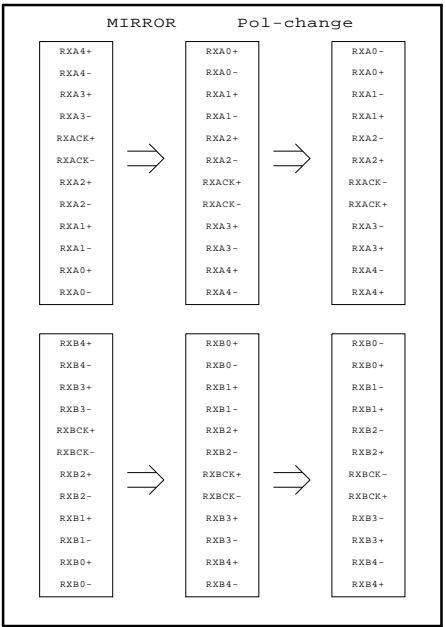 MIRROR Pol-change
RXA4+ RXA0+ RXA0-
RXA4- RXA0- RXA0+
RXA3+ RXA1+ RXA1-
RXA3- RXA1- RXA1+
RXACK+ RXA2+ RXA2-
RXACK- RXA2- RXA2+
RXA2+ RXACK+ RXACK-
RXA2- RXACK- RXACK+
RXA1+ RXA3+ RXA3-
RXA1- RXA3- RXA3+
RXA0+ RXA4+ RXA4-
RXA0- RXA4- RXA4+
RXB4+ RXB0+ RXB0-
RXB4- RXB0- RXB0+
RXB3+ RXB1+ RXB1-
RXB3- RXB1- RXB1+
RXBCK+ RXB2+ RXB2-
RXBCK- RXB2- RXB2+
RXB2+ RXBCK+ RXBCK-
RXB2- RXBCK- RXBCK+
RXB1+ RXB3+ RXB3-
RXB1- RXB3- RXB3+
RXB0+ RXB4+ RXB4-
RXB0- RXB4- RXB4+